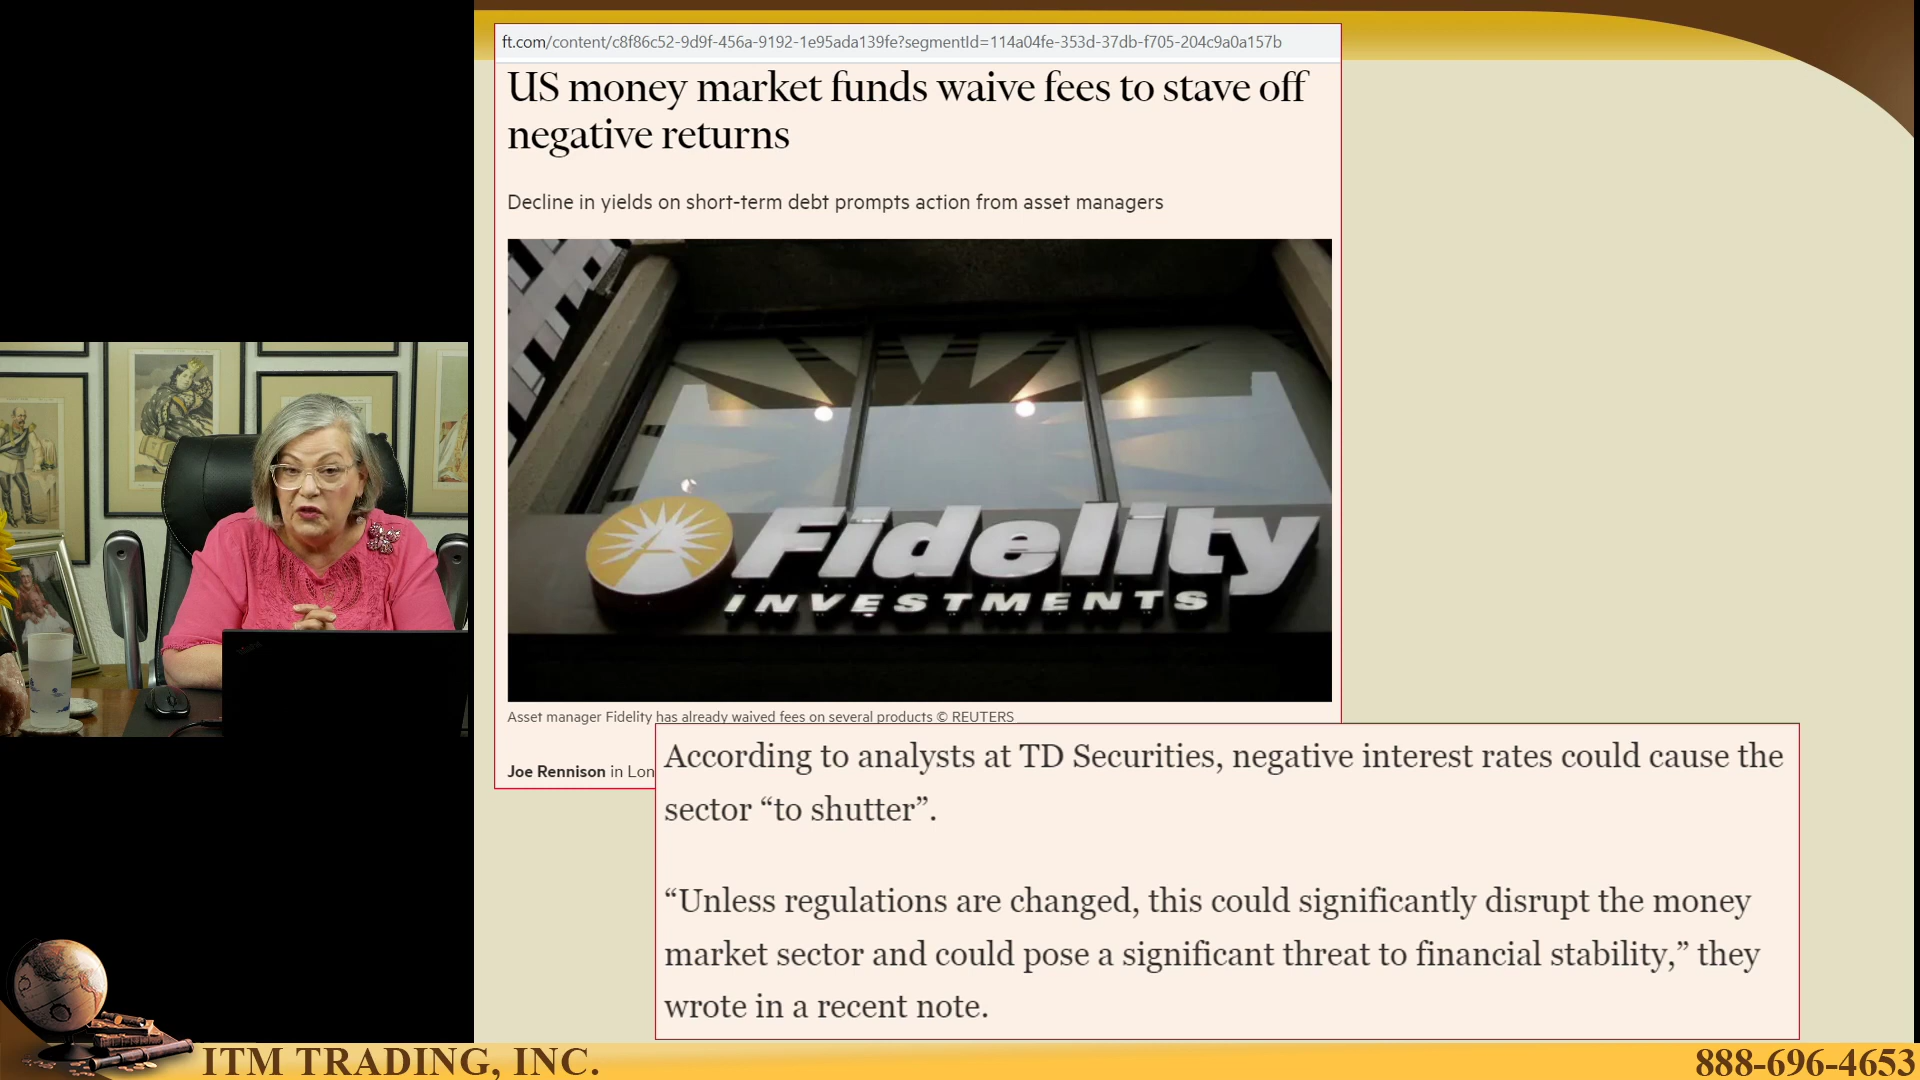 ft.com/content/c8f86c52-9d9f-456a-9192-1e95ada139fe?segmentId=114a04fe-353d-37db-f705-204c9a0a157b
US money market funds waive fees to stave off
negative returns
Decline in yields on short-term debt prompts action from asset managers
Fidelity
INVESTMENTS
Asset manager Fidelity has already waived fees on several products © REUTERS
Joe Rennison in Lon
According to analysts at TD Securities, negative interest rates could cause the
sector “to shutter”.
“Unless regulations are changed, this could significantly disrupt the money
market sector and could pose a significant threat to financial stability,” they
wrote in a recent note.
ITM TRADING, INC.
888-696-4653